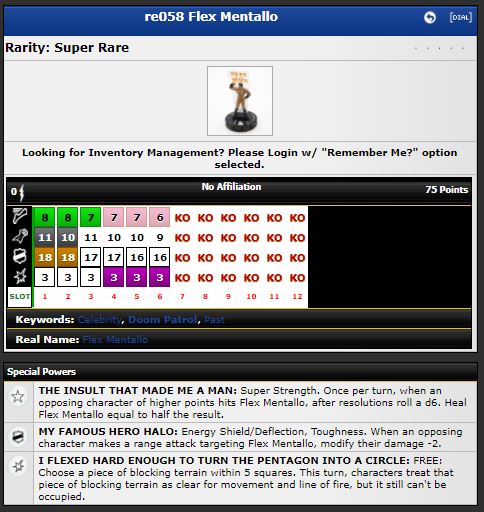 re058 Flex Mentallo
[DIAL]
Rarity: Super Rare
Looking for Inventory Management? Please Login w/ "Remember Me?" option
selected.
0 No Affiliation 75 Points
8 8 7 7 7 6 KO KO KO KO KO KO
11 10 11 10 10 9 KO KO KO KO KO KO
18 18 17 17 16 16 KO KO KO KO KO KO
3 3 3 3 3 3 KO KO KO KO KO KO
SLOT 1 2 3 4 5 6 7 8 9 10 11 12
Keywords: Celebrity, Doom Patrol, Past
Real Name: Flex Mentallo
Special Powers
THE INSULT THAT MADE ME A MAN: Super Strength. Once per turn, when an
opposing character of higher points hits Flex Mentallo, after resolutions roll a d6. Heal
Flex Mentallo equal to half the result.
MY FAMOUS HERO HALO: Energy Shield/Deflection, Toughness. When an opposing
character makes a range attack targeting Flex Mentallo, modify their damage -2.
I FLEXED HARD ENOUGH TO TURN THE PENTAGON INTO A CIRCLE: FREE:
Choose a piece of blocking terrain within 5 squares. This turn, characters treat that
piece of blocking terrain as clear for movement and line of fire, but it still can't be
occupied.